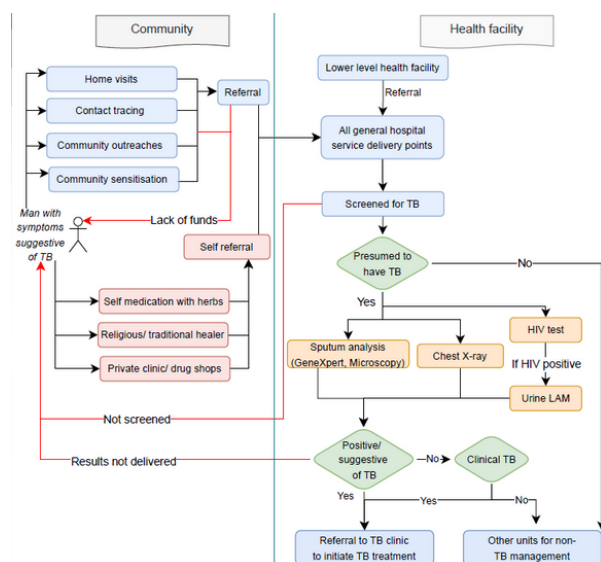 Community
Health facility
Home visits
Contact tracing
Community outreaches
Community sensitisation
Referral
Lack of funds
Man with
symptoms
suggestive
of TB
Self referral
Self medication with herbs
Religious/ traditional healer
Private clinic/ drug shops
Not screened
Results not delivered
Lower level health facility
Referral
All general hospital
service delivery points
Screened for TB
Presumed to
have TB
No
Yes
Sputum analysis
(GeneXpert, Microscopy)
Chest X-ray
HIV test
If HIV positive
Urine LAM
Positive/
suggestive
of TB
No
Clinical TB
Yes
Yes
No
Referral to TB clinic
to initiate TB treatment
Other units for non-
TB management